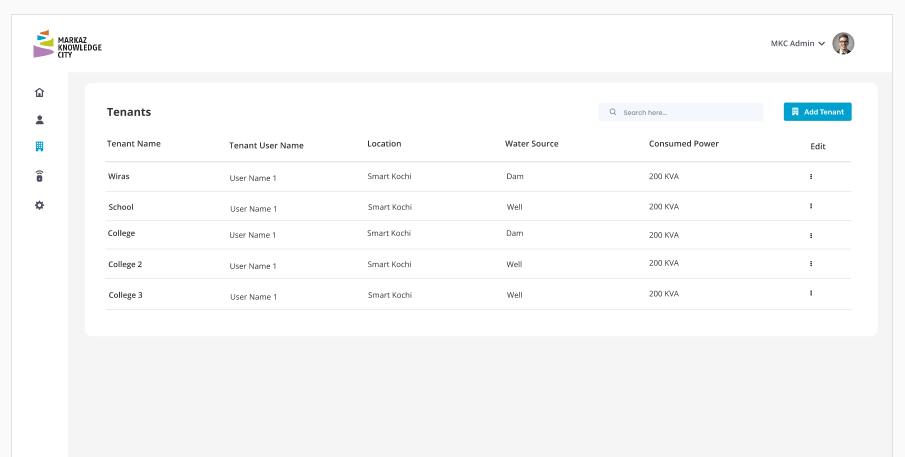 MARKAZ
KNOWLEDGE
CITY
MKC Admin
Tenants
Search here...
Add Tenant
Tenant Name Tenant User Name Location Water Source Consumed Power Edit
Wiras User Name 1 Smart Kochi Dam 200 KVA
School User Name 1 Smart Kochi Well 200 KVA
College User Name 1 Smart Kochi Dam 200 KVA
College 2 User Name 1 Smart Kochi Well 200 KVA
College 3 User Name 1 Smart Kochi Well 200 KVA